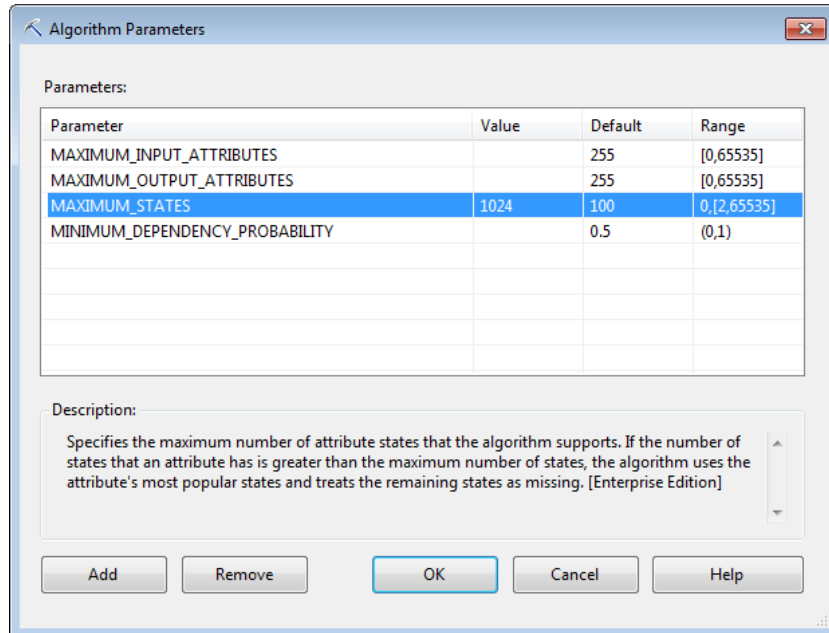 Algorithm Parameters
Parameters:
Parameter Value Default Range
MAXIMUM_INPUT_ATTRIBUTES 255 [0,65535]
MAXIMUM_OUTPUT_ATTRIBUTES 255 [0,65535]
MAXIMUM_STATES 1024 100 0,[2,65535]
MINIMUM_DEPENDENCY_PROBABILITY 0.5 (0,1)
Description:
Specifies the maximum number of attribute states that the algorithm supports. If the number of
states that an attribute has is greater than the maximum number of states, the algorithm uses the
attribute's most popular states and treats the remaining states as missing. [Enterprise Edition]
Add Remove OK Cancel Help